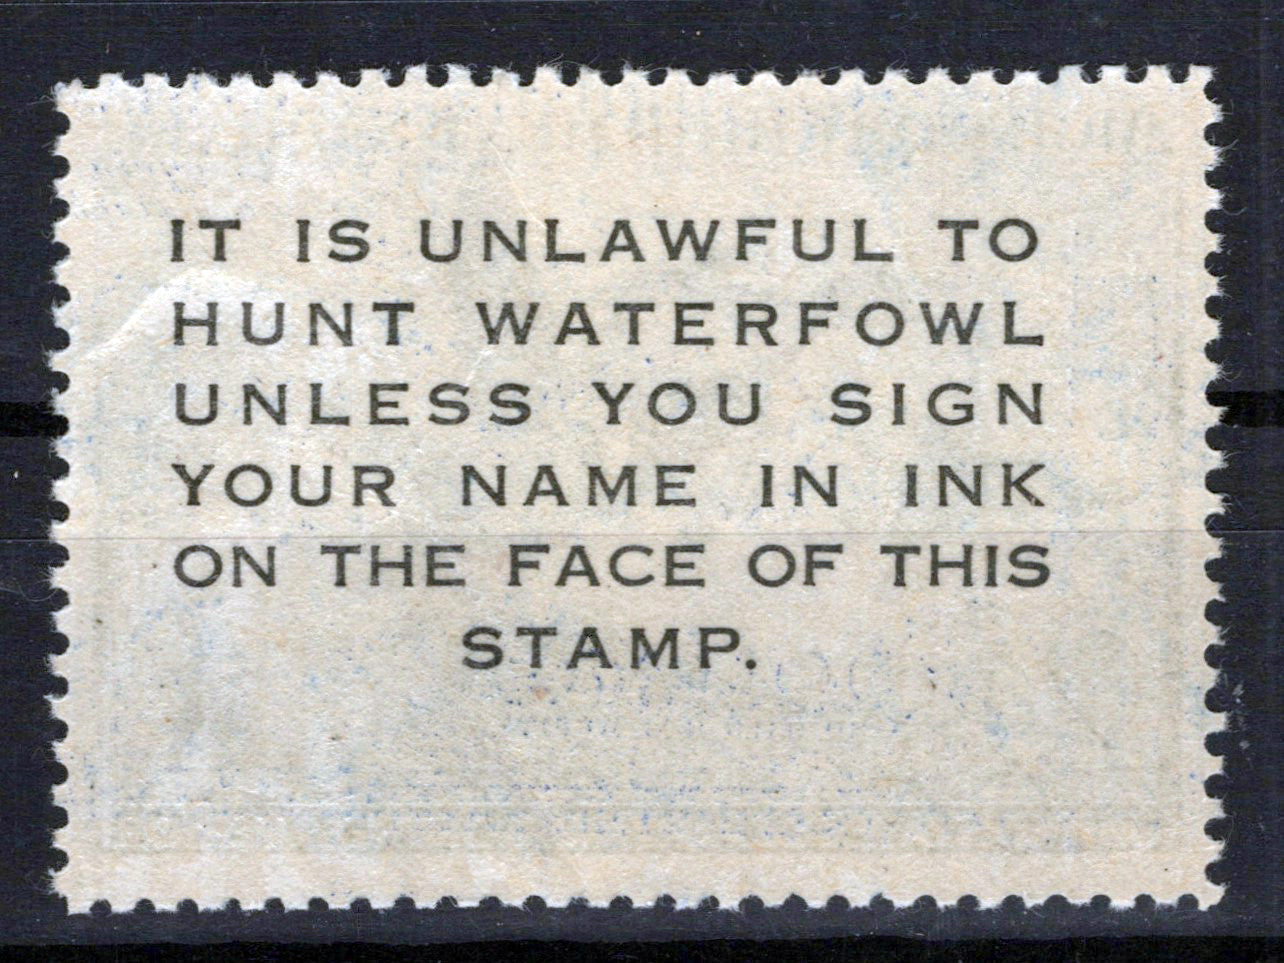 IT IS UNLAWFUL TO
HUNT WATERFOWL
UNLESS YOU SIGN
YOUR NAME IN INK
ON THE FACE OF THIS
STAMP.